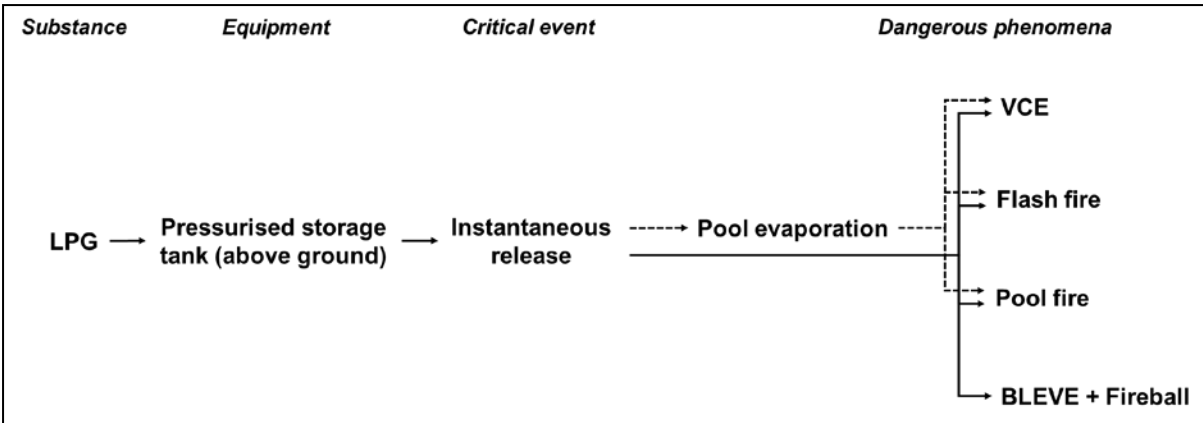 Substance Equipment Critical event Dangerous phenomena
VCE
Flash fire
LPG Pressurised storage tank (above ground) Instantaneous release Pool evaporation
Pool fire
BLEVE + Fireball